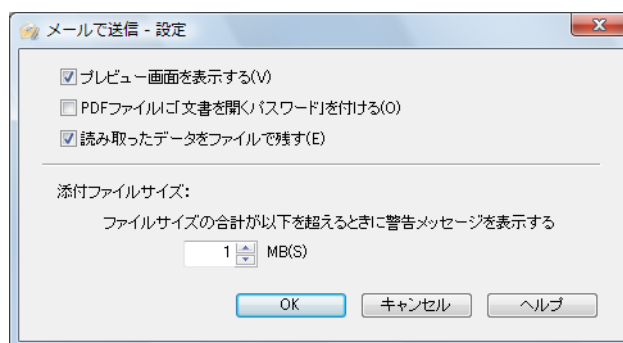 メールで送信 - 設定
プレビュー画面を表示する(V)
PDFファイルに「文書を開くパスワード」を付ける(O)
読み取ったデータをファイルで残す(E)
添付ファイルサイズ:
ファイルサイズの合計が以下を超えるときに警告メッセージを表示する
1 MB(S)
OK キャンセル ヘルプ